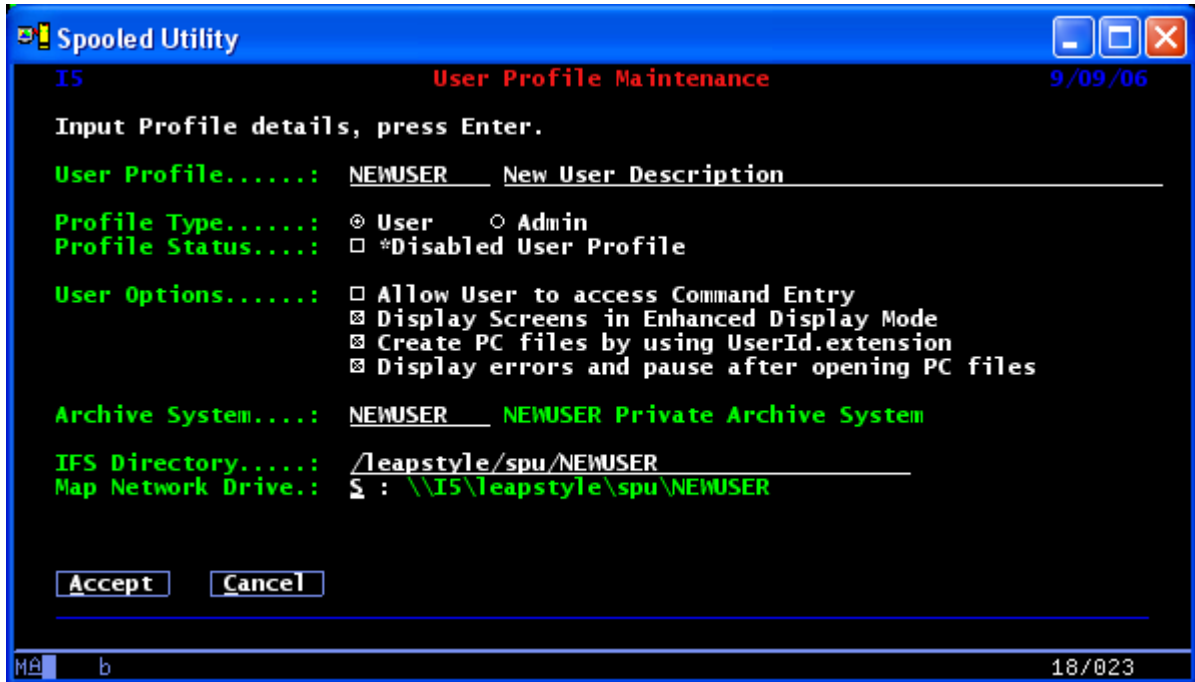 Spooled Utility
I5 User Profile Maintenance 9/09/06
Input Profile details, press Enter.
User Profile......: NEWUSER New User Description
Profile Type......: User Admin
Profile Status....: *Disabled User Profile
User Options......: Allow User to access Command Entry
Display Screens in Enhanced Display Mode
Create PC files by using UserId.extension
Display errors and pause after opening PC files
Archive System....: NEWUSER NEWUSER Private Archive System
IFS Directory.....: /leapstyle/spu/NEWUSER
Map Network Drive.: S : \\I5\leapstyle\spu\NEWUSER
Accept Cancel
MA b 18/023